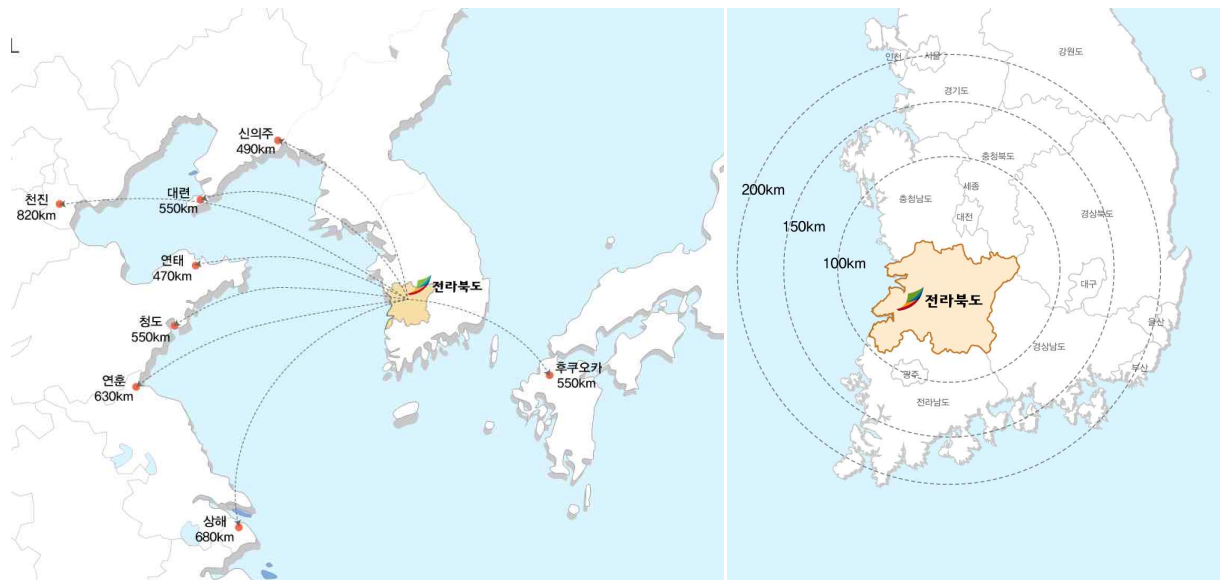 신의주
490km
대련
550km
천진
820km
연태
470km
전라북도
청도
550km
후쿠오카
550km
연훈
630km
상해
680km
강원도
인천
서울
경기도
충청북도
200km
세종
충청남도
대전
경상북도
150km
100km
대구
전라북도
울산
경상남도
부산
광주
전라남도